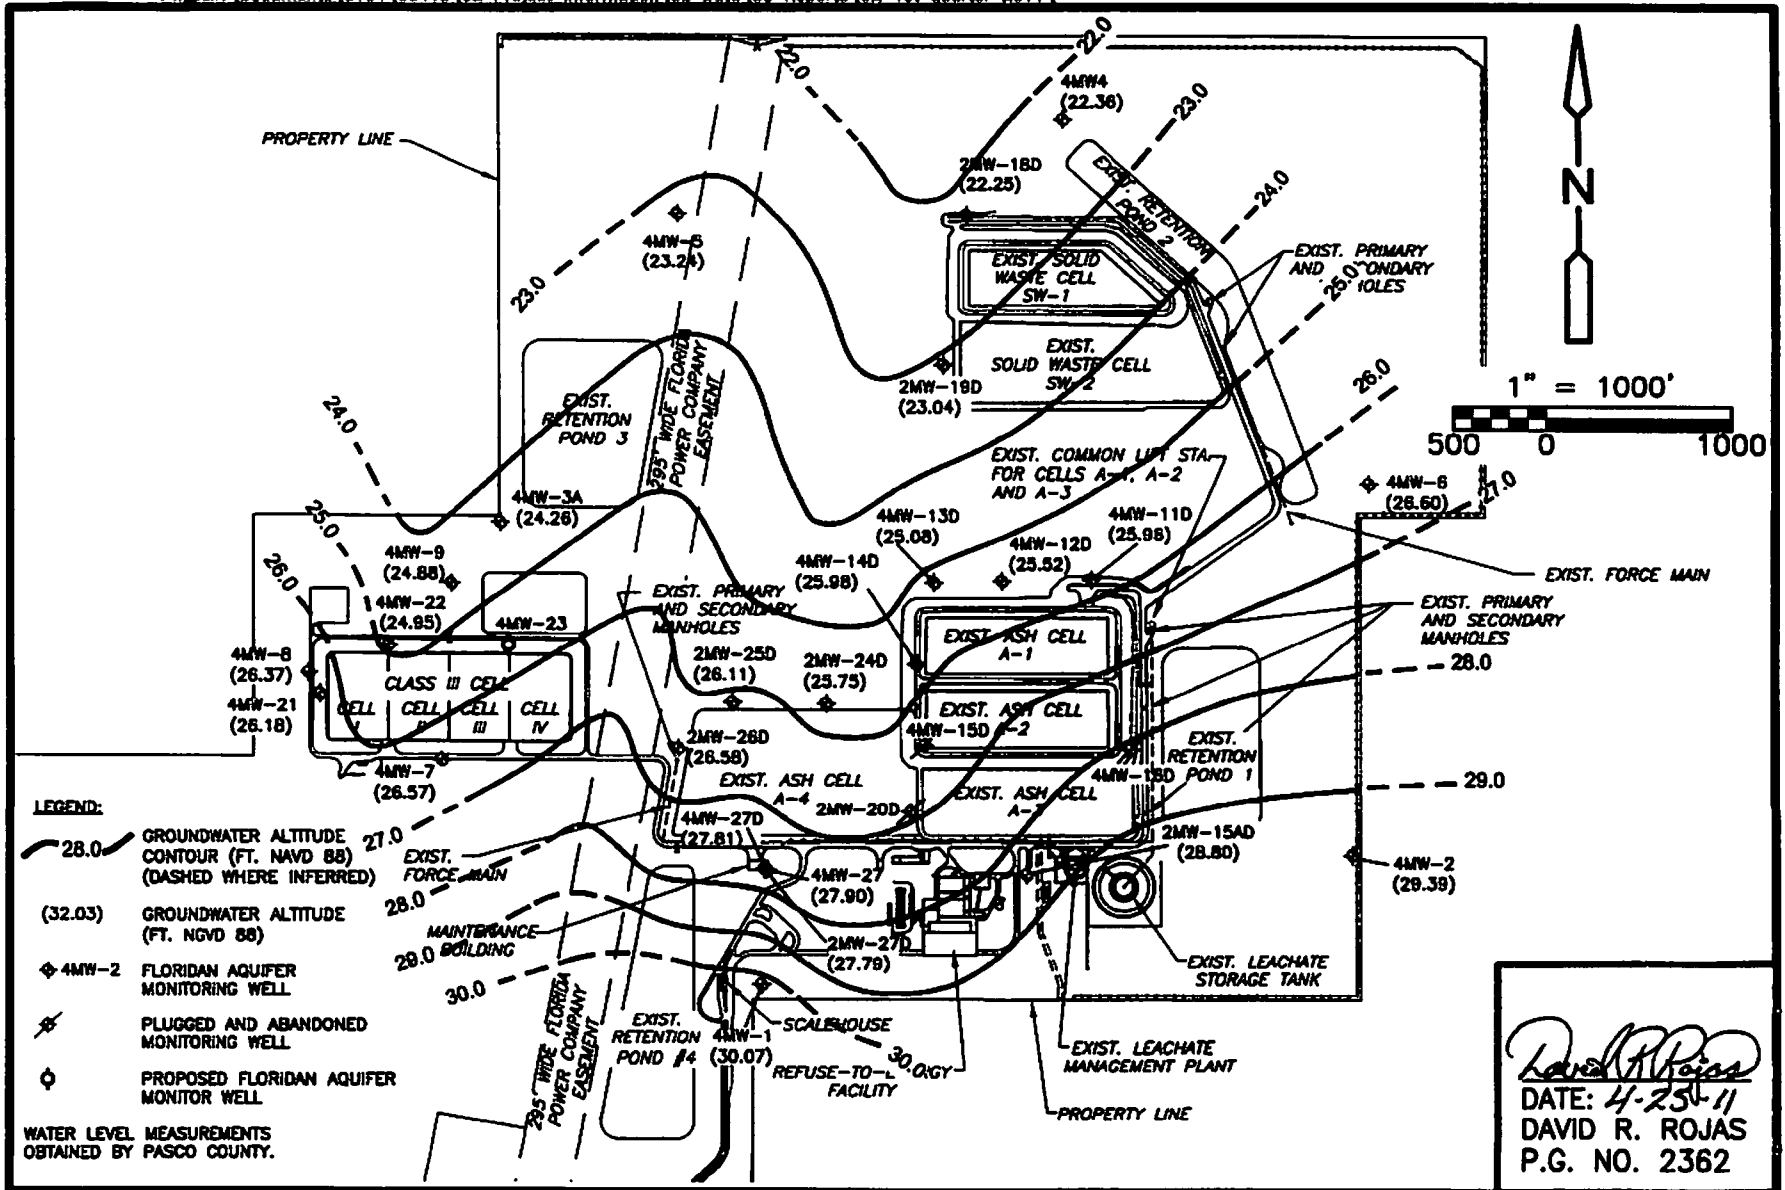 22.0
22.0
4MW4
(22.36)
23.0
PROPERTY LINE
2MW-18D
(22.25)
EXIST. RETENTION
POND 2
N
24.0
4MW-5
(23.24)
EXIST. SOLID
WASTE CELL
SW-1
EXIST. PRIMARY
AND
ONDARY
OLES
25.0
23.0
EXIST.
SOLID WASTE CELL
SW-2
295' WIDE FLORIDA
POWER COMPANY
EASEMENT
2MW-19D
(23.04)
26.0
1" = 1000'
500 0 1000
EXIST.
RETENTION
POND 3
24.0
EXIST. COMMON LIFT STA.
FOR CELLS A-1, A-2
AND A-3
4MW-6
(26.60)
27.0
4MW-3A
(24.26)
25.0
4MW-13D
(25.08)
4MW-11D
(25.98)
4MW-12D
(25.52)
4MW-9
(24.88)
26.0
4MW-14D
(25.98)
EXIST. FORCE MAIN
EXIST. PRIMARY
AND SECONDARY
MANHOLES
EXIST. PRIMARY
AND SECONDARY
MANHOLES
4MW-22
(24.95)
4MW-23
EXIST. ASH CELL
A-1
4MW-8
(26.37)
2MW-25D
(26.11)
2MW-24D
(25.75)
28.0
CLASS III CELL
4MW-21
(26.18)
CELL
I
CELL
II
CELL
III
CELL
IV
EXIST. ASH CELL
A-2
4MW-15D
2MW-26D
(26.58)
EXIST.
RETENTION
POND 1
4MW-7
(26.57)
EXIST. ASH CELL
A-4
4MW-16D
29.0
EXIST. ASH CELL
A-3
2MW-20D
LEGEND:
28.0
GROUNDWATER ALTITUDE
CONTOUR (FT. NAVD 88)
(DASHED WHERE INFERRED)
27.0
4MW-27D
(27.81)
2MW-15AD
(28.80)
EXIST.
FORCE MAIN
4MW-27
(27.90)
4MW-2
(29.39)
28.0
(32.03)
GROUNDWATER ALTITUDE
(FT. NGVD 88)
MAINTENANCE
BUILDING
2MW-27D
(27.79)
29.0
4MW-2
FLORIDAN AQUIFER
MONITORING WELL
EXIST. LEACHATE
STORAGE TANK
30.0
295' WIDE FLORIDA
POWER COMPANY
EASEMENT
PLUGGED AND ABANDONED
MONITORING WELL
EXIST.
RETENTION
POND #4
SCALEHOUSE
4MW-1
(30.07)
30.0
EXIST. LEACHATE
MANAGEMENT PLANT
REFUSE-TO-
GY
FACILITY
PROPOSED FLORIDAN AQUIFER
MONITOR WELL
PROPERTY LINE
WATER LEVEL MEASUREMENTS
OBTAINED BY PASCO COUNTY.
David R Rojas
DATE: 4-25-11
DAVID R. ROJAS
P.G. NO. 2362